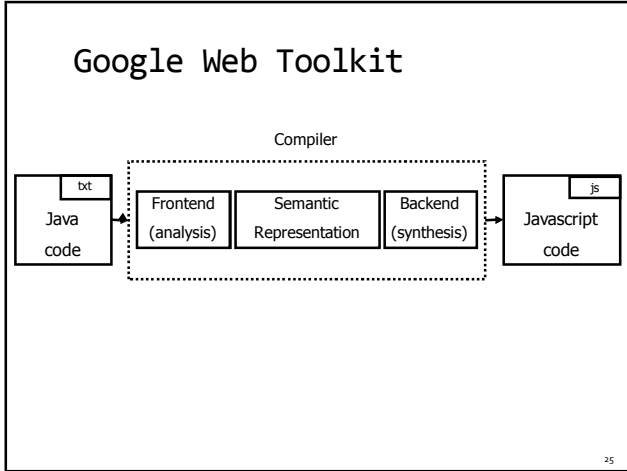 Google Web Toolkit
Compiler
txt
Java
code
Frontend
(analysis)
Semantic
Representation
Backend
(synthesis)
js
Javascript
code
25